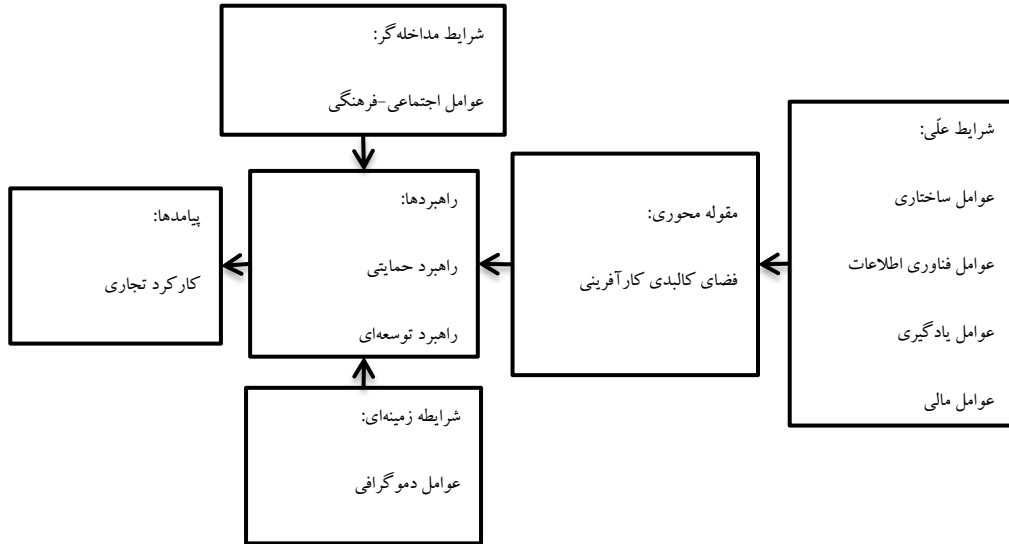 شرایط مداخله‌گر:
عوامل اجتماعی-فرهنگی
شرایط علّی:
عوامل ساختاری
عوامل فناوری اطلاعات
عوامل یادگیری
عوامل مالی
مقوله محوری:
فضای کالبدی کارآفرینی
راهبردها:
راهبرد حمایتی
راهبرد توسعه‌ای
پیامدها:
کارکرد تجاری
شرایطه زمینه‌ای:
عوامل دموگرافی